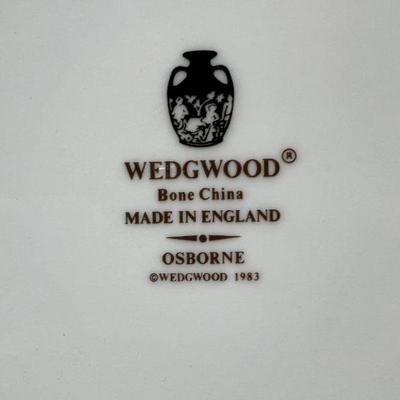 WEDGWOOD®
Bone China
MADE IN ENGLAND
OSBORNE
©WEDGWOOD 1983